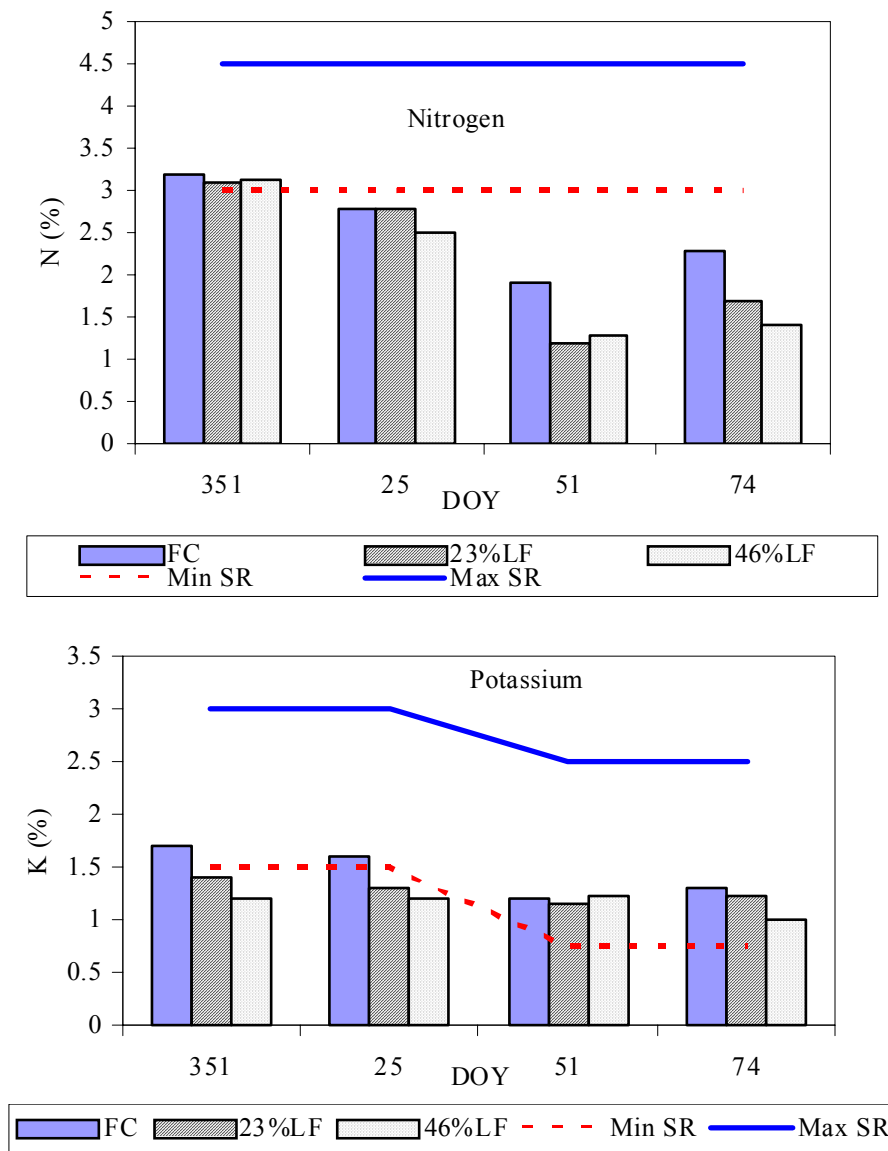 5
4.5
4
3.5
3
2.5
2
1.5
1
0.5
0
N (%)
Nitrogen
351 25 51 74
DOY
FC 23%LF 46%LF
Min SR Max SR
3.5
3
2.5
2
1.5
1
0.5
0
K (%)
Potassium
351 25 51 74
DOY
FC 23%LF 46%LF Min SR Max SR